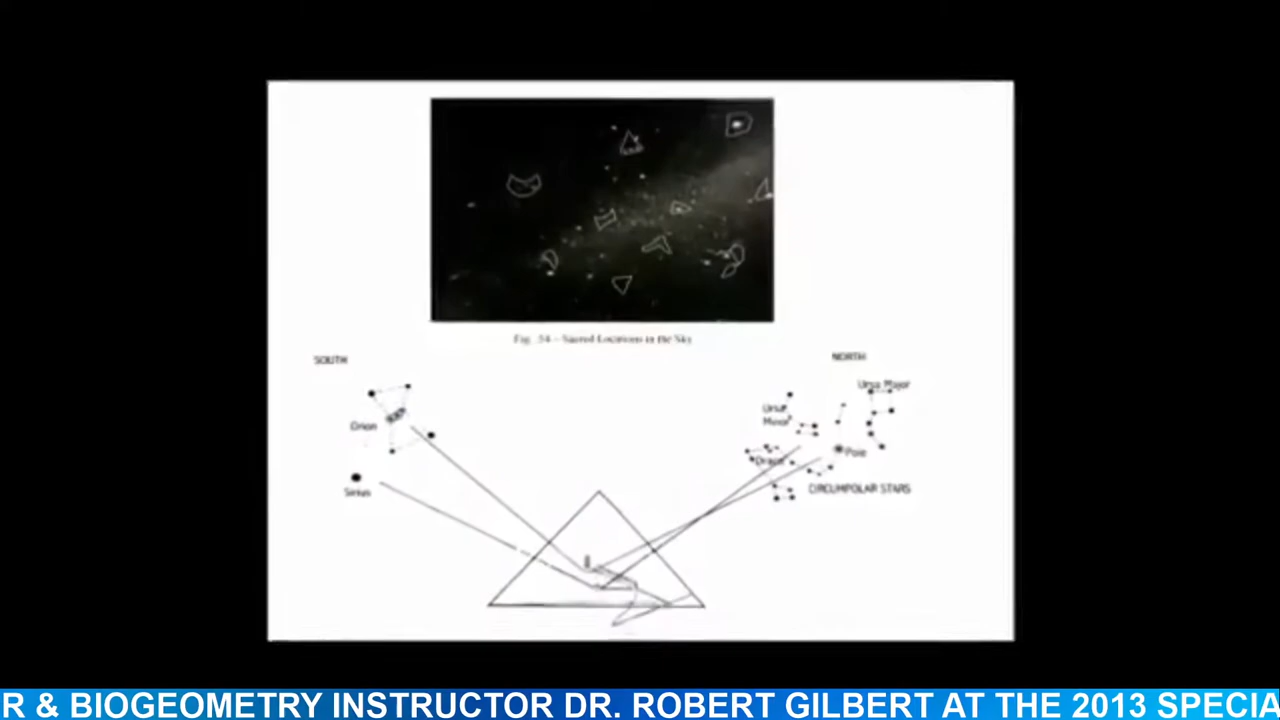 Fig. 54 - Sacred Locations in the Sky
SOUTH
NORTH
Ursa Major
Ursa
Minor
Orion
Pole
Draco
Sirius
CIRCUMPOLAR STARS
R & BIOGEOMETRY INSTRUCTOR DR. ROBERT GILBERT AT THE 2013 SPECIA